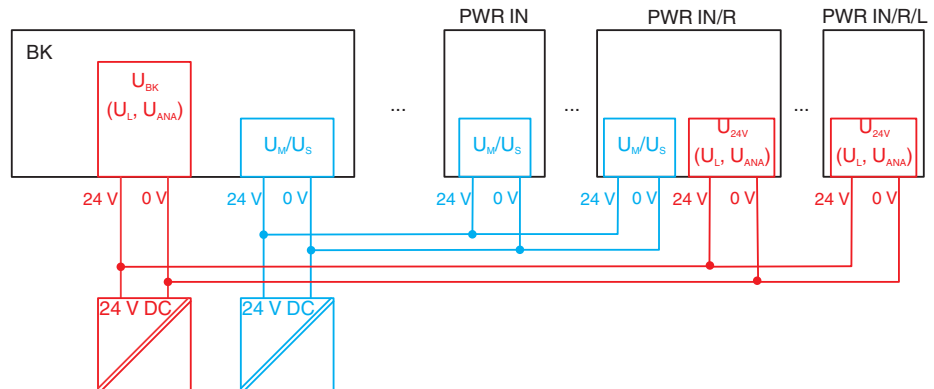 PWR IN
PWR IN/R
PWR IN/R/L
BK
U_BK
(U_L, U_ANA)
U_M/U_S
...
U_M/U_S
...
U_M/U_S
U_24V
(U_L, U_ANA)
...
U_24V
(U_L, U_ANA)
24 V 0 V
24 V 0 V
24 V 0 V
24 V 0 V
24 V 0 V
24 V 0 V
24 V DC
24 V DC